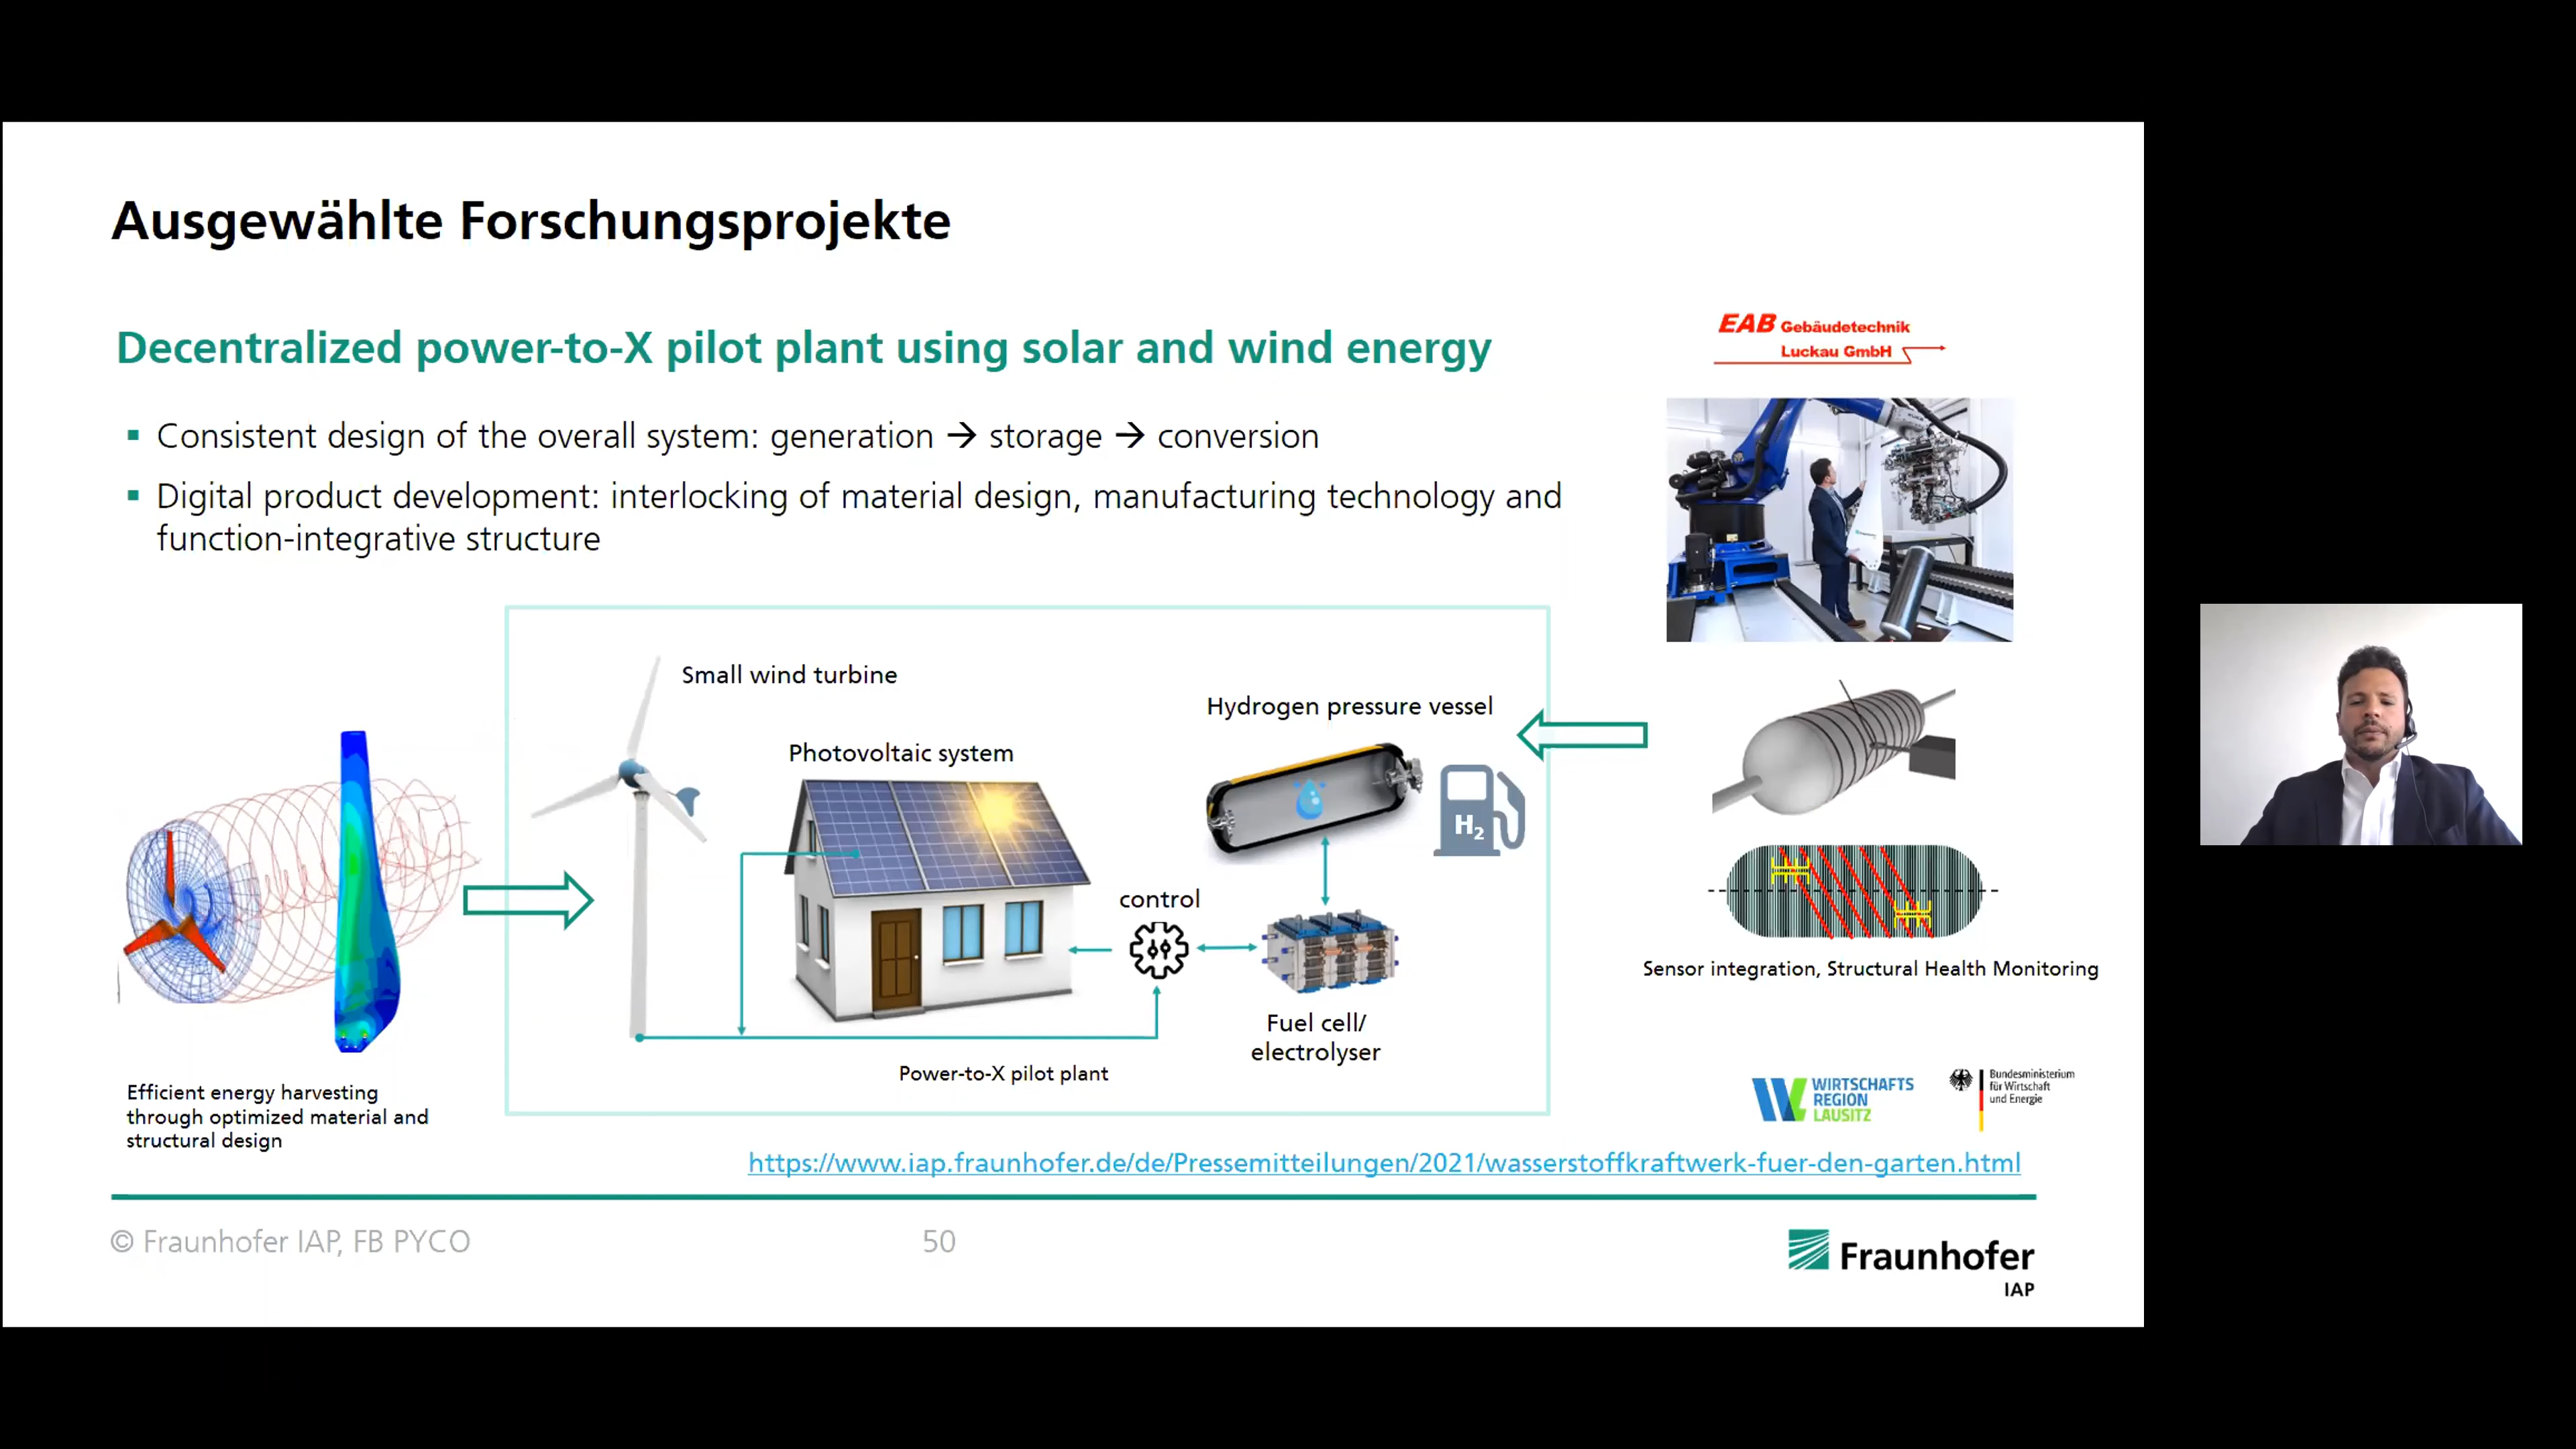 Ausgewählte Forschungsprojekte
Decentralized power-to-X pilot plant using solar and wind energy
EAB Gebäudetechnik
Luckau GmbH
▪ Consistent design of the overall system: generation → storage → conversion
▪ Digital product development: interlocking of material design, manufacturing technology and
function-integrative structure
Small wind turbine
Photovoltaic system
Hydrogen pressure vessel
H₂
control
Fuel cell/
electrolyser
Power-to-X pilot plant
Efficient energy harvesting
through optimized material and
structural design
Sensor integration, Structural Health Monitoring
WIRTSCHAFTS
REGION
LAUSITZ
Bundesministerium
für Wirtschaft
und Energie
https://www.iap.fraunhofer.de/de/Pressemitteilungen/2021/wasserstoffkraftwerk-fuer-den-garten.html
© Fraunhofer IAP, FB PYCO
50
Fraunhofer
IAP